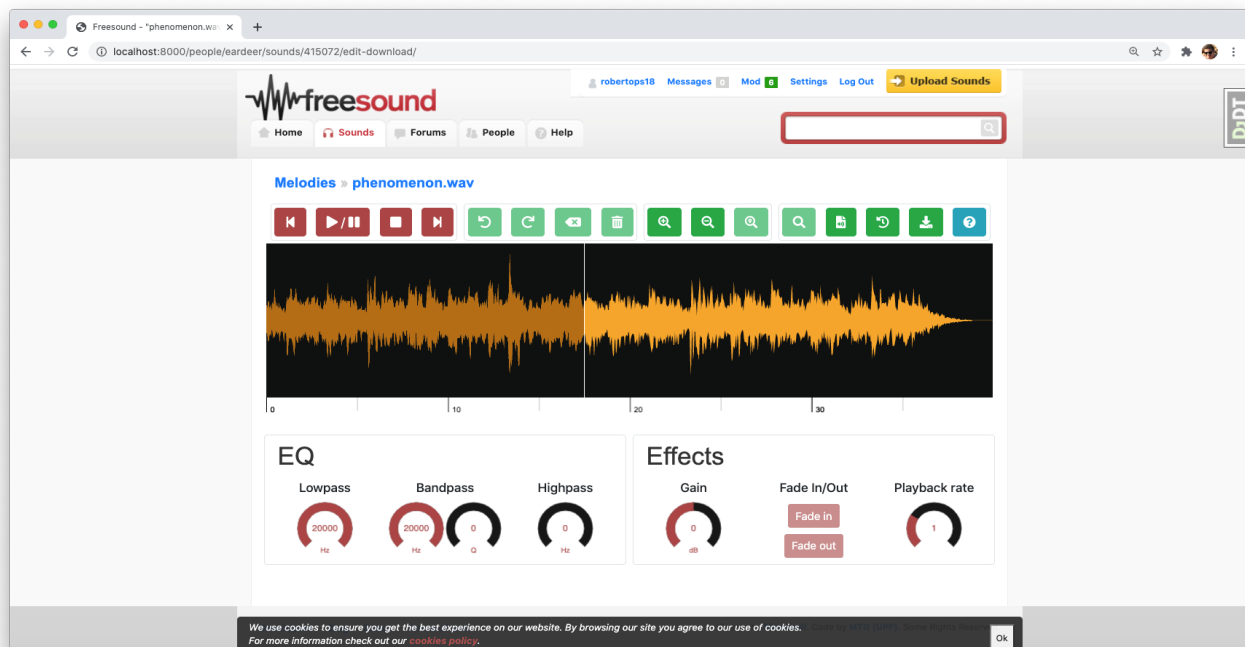 Freesound - "phenomenon.wav
localhost:8000/people/eardeer/sounds/415072/edit-download/
robertops18 Messages 0 Mod 6 Settings Log Out Upload Sounds
freesound
Home Sounds Forums People Help
DjDT
Melodies » phenomenon.wav
0 10 20 30
EQ
Effects
Lowpass Bandpass Highpass
Gain Fade In/Out Playback rate
20000 20000 0 0
Hz Hz Q Hz
0 Fade in 1
dB Fade out
We use cookies to ensure you get the best experience on our website. By browsing our site you agree to our use of cookies.
For more information check out our cookies policy.
Ok